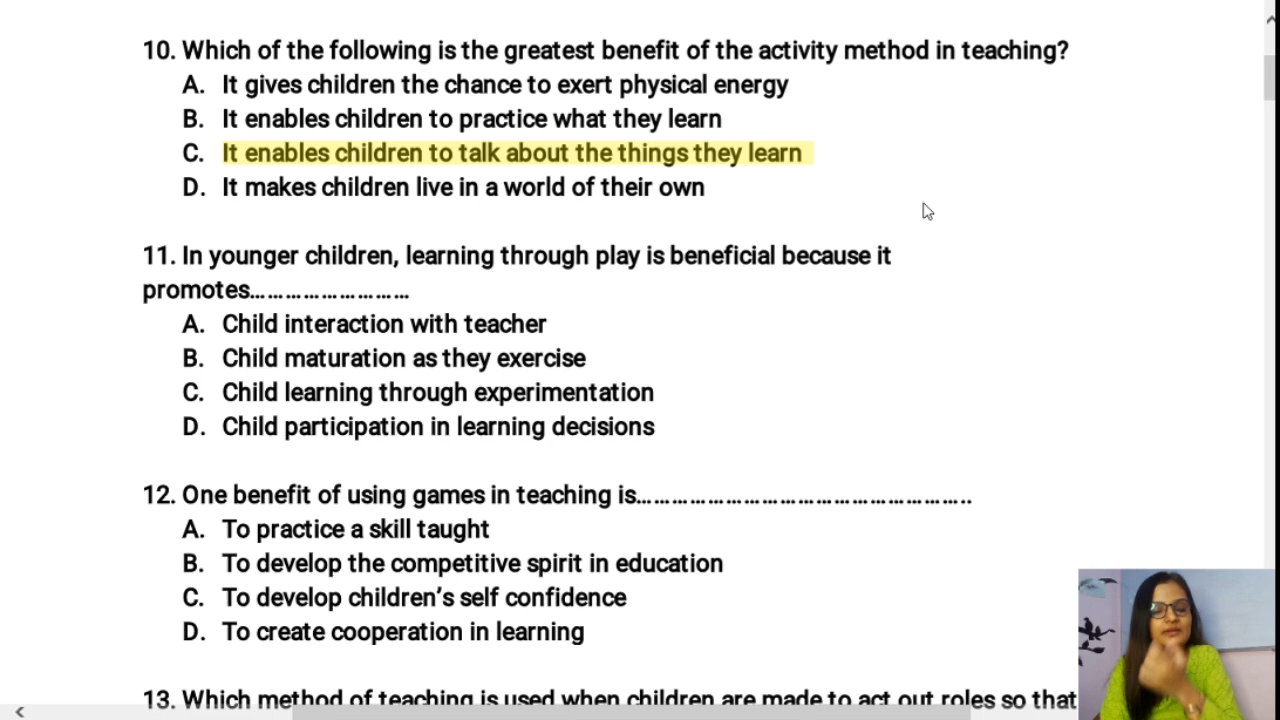 10. Which of the following is the greatest benefit of the activity method in teaching?
A. It gives children the chance to exert physical energy
B. It enables children to practice what they learn
C. It enables children to talk about the things they learn
D. It makes children live in a world of their own
11. In younger children, learning through play is beneficial because it
promotes........................
A. Child interaction with teacher
B. Child maturation as they exercise
C. Child learning through experimentation
D. Child participation in learning decisions
12. One benefit of using games in teaching is…………………………………………………..
A. To practice a skill taught
B. To develop the competitive spirit in education
C. To develop children’s self confidence
D. To create cooperation in learning
13. Which method of teaching is used when children are made to act out roles so that